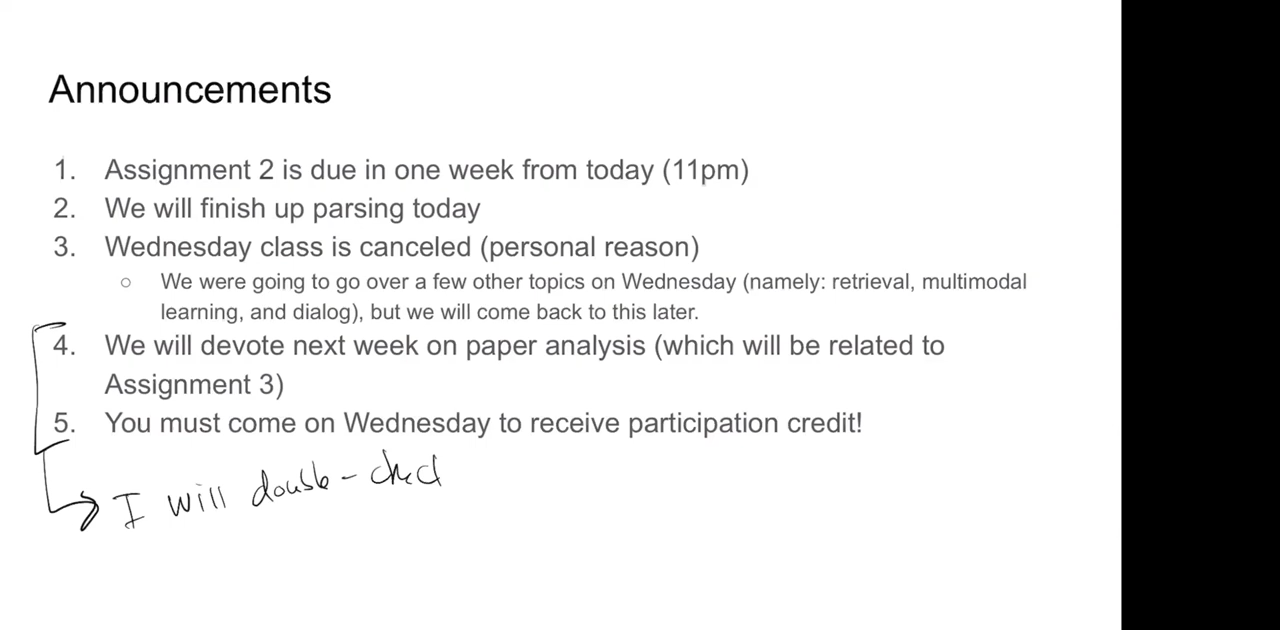 Announcements
1. Assignment 2 is due in one week from today (11pm)
2. We will finish up parsing today
3. Wednesday class is canceled (personal reason)
○ We were going to go over a few other topics on Wednesday (namely: retrieval, multimodal
learning, and dialog), but we will come back to this later.
4. We will devote next week on paper analysis (which will be related to
Assignment 3)
5. You must come on Wednesday to receive participation credit!
I will double-check